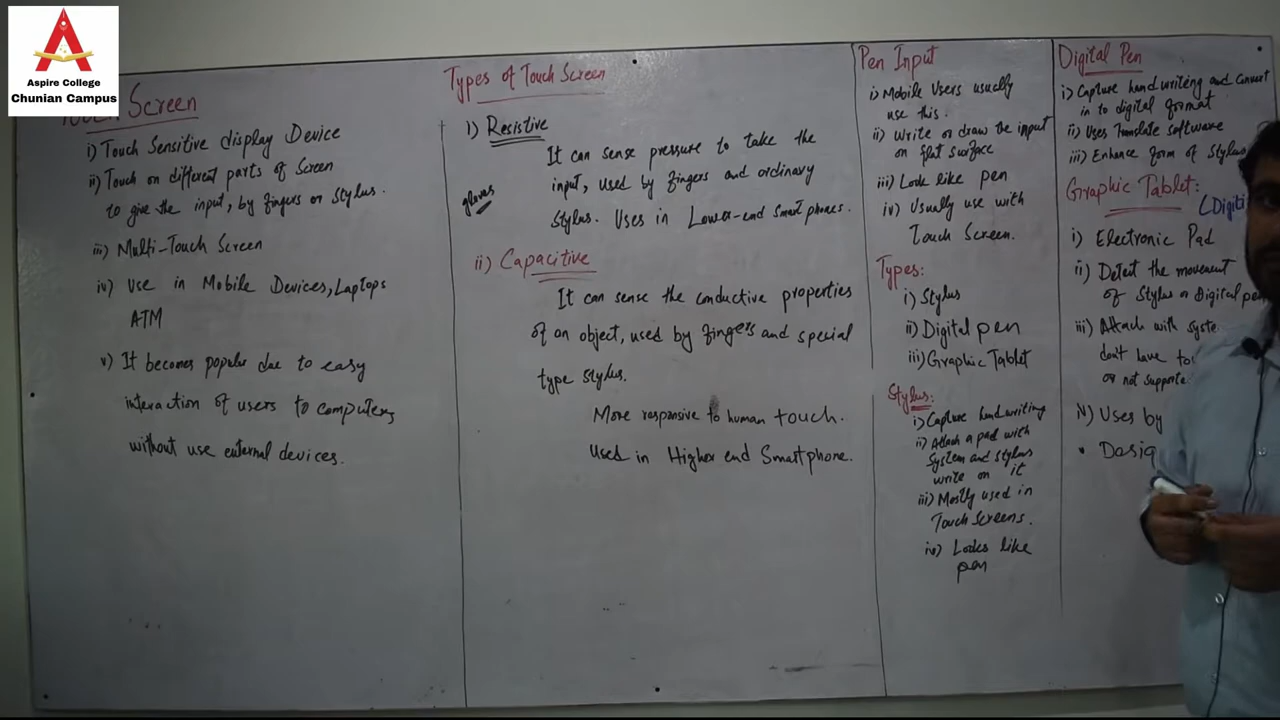 Aspire College
Chunian Campus
Touch Screen
i) Touch Sensitive display Device
ii) Touch on different parts of Screen
to give the input, by fingers or Stylus.
iii) Multi-Touch Screen
iv) Use in Mobile Devices, Laptops
ATM
v) It becomes popular due to easy
interaction of users to computers
without use external devices.
Types of Touch Screen
i) Resistive
It can sense pressure to take the
input, used by fingers and ordinary
gloves
Stylus. Uses in Lower-end Smart phones.
ii) Capacitive
It can sense the conductive properties
of an object, used by fingers and special
type stylus.
More responsive to human touch.
Used in Higher end Smartphone.
Pen Input
i) Mobile Users usually
use this.
ii) Write or draw the input
on flat surface
iii) Look like pen
iv) Usually use with
Touch Screen.
Types:
i) Stylus
ii) Digital pen
iii) Graphic Tablet
Stylus:
i) Capture handwriting
ii) Attach a pad with
System and stylus
write on it
iii) Mostly used in
Touch Screens.
iv) Looks like
pen
Digital Pen
i) Capture handwriting and Convert
in to digital format
ii) Uses Translate software
iii) Enhance form of Stylus
Graphic Tablet:
(Digiti
i) Electronic Pad
ii) Detect the movement
of Stylus or Digital pen
iii) Attach with syste
don't have to
or not supporte
iv) Uses by
• Desig